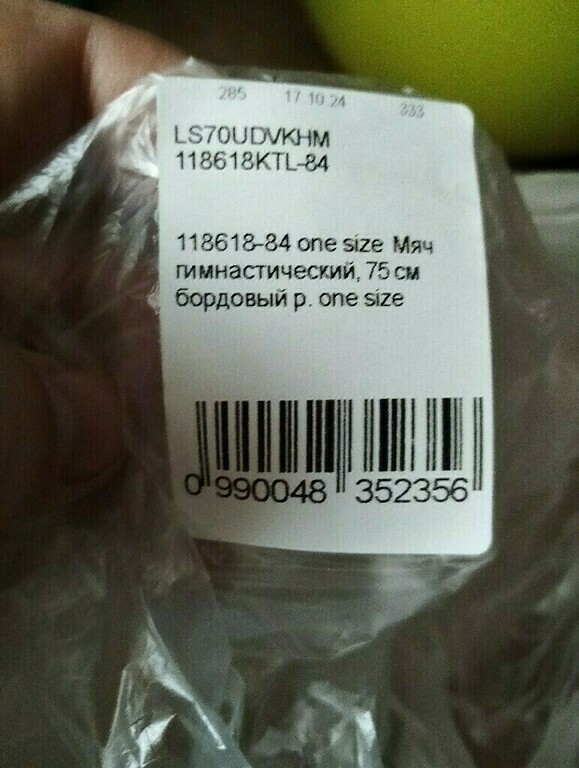 285 17 10 24 333
LS70UDVKHM
118618KTL-84
118618-84 one size Мяч
гимнастический, 75 см
бордовый р. one size
0 990048 352356